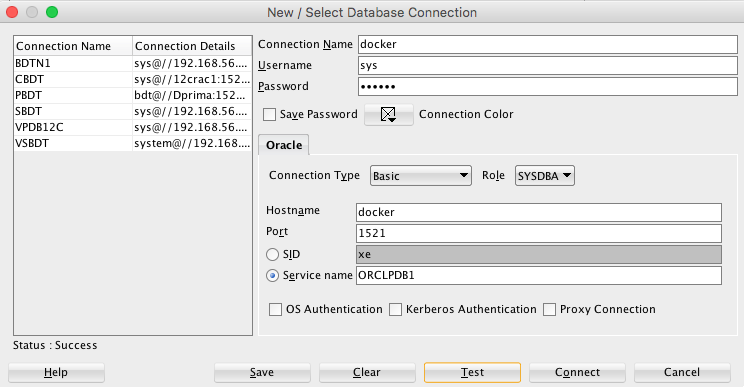 New / Select Database Connection
Connection Name Connection Details
BDTN1 sys@//192.168.56....
CBDT sys@//12crac1:152...
PBDT bdt@//Dprima:152...
SBDT sys@//192.168.56....
VPDB12C sys@//192.168.56....
VSBDT system@//192.168....
Connection Name docker
Username sys
Password ••••••
Save Password Connection Color
Oracle
Connection Type Basic Role SYSDBA
Hostname docker
Port 1521
SID xe
Service name ORCLPDB1
OS Authentication Kerberos Authentication Proxy Connection
Status : Success
Help Save Clear Test Connect Cancel